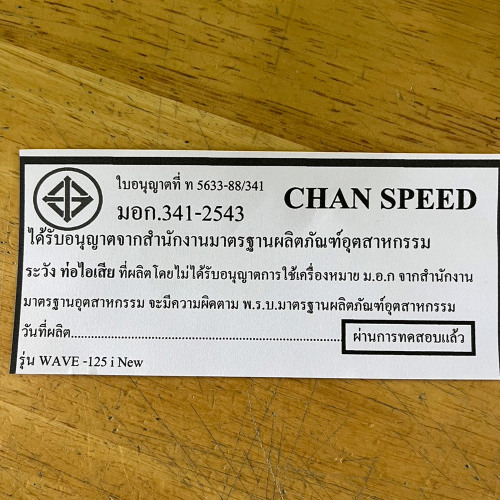 ใบอนุญาตที่ ท 5633-88/341
CHAN SPEED
มอก.341-2543
ได้รับอนุญาตจากสำนักงานมาตรฐานผลิตภัณฑ์อุตสาหกรรม
ระวัง ท่อไอเสีย ที่ผลิตโดยไม่ได้รับอนุญาตการใช้เครื่องหมาย ม.อ.ก จากสำนักงาน
มาตรฐานอุตสาหกรรม จะมีความผิดตาม พ.ร.บ.มาตรฐานผลิตภัณฑ์อุตสาหกรรม
วันที่ผลิต........................................................................
ผ่านการทดสอบแล้ว
รุ่น WAVE -125 i New